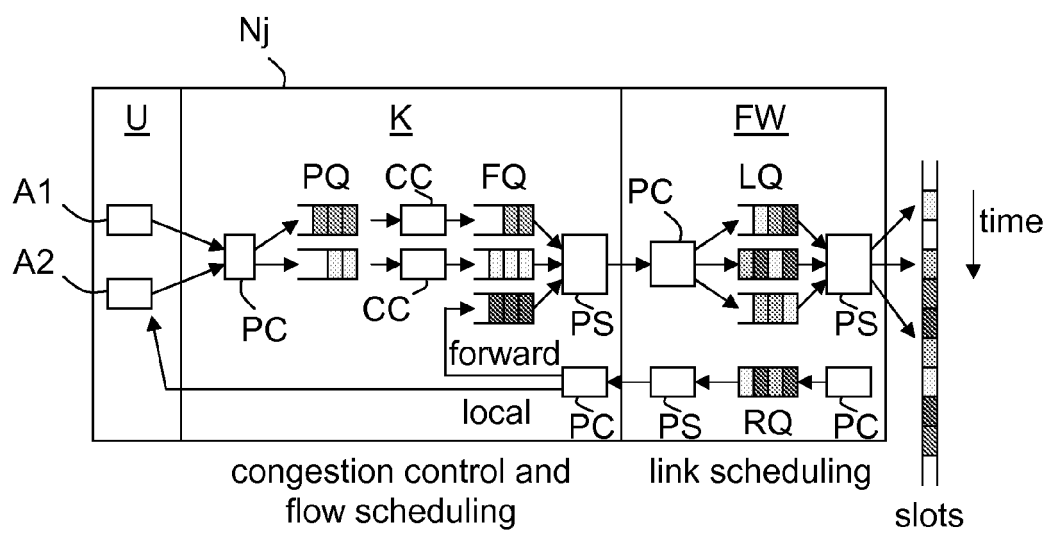 Nj
U
K
FW
A1
A2
PQ
CC
FQ
PC
LQ
time
PC
CC
PS
PS
forward
local
PC
PS
RQ
PC
congestion control and
flow scheduling
link scheduling
slots